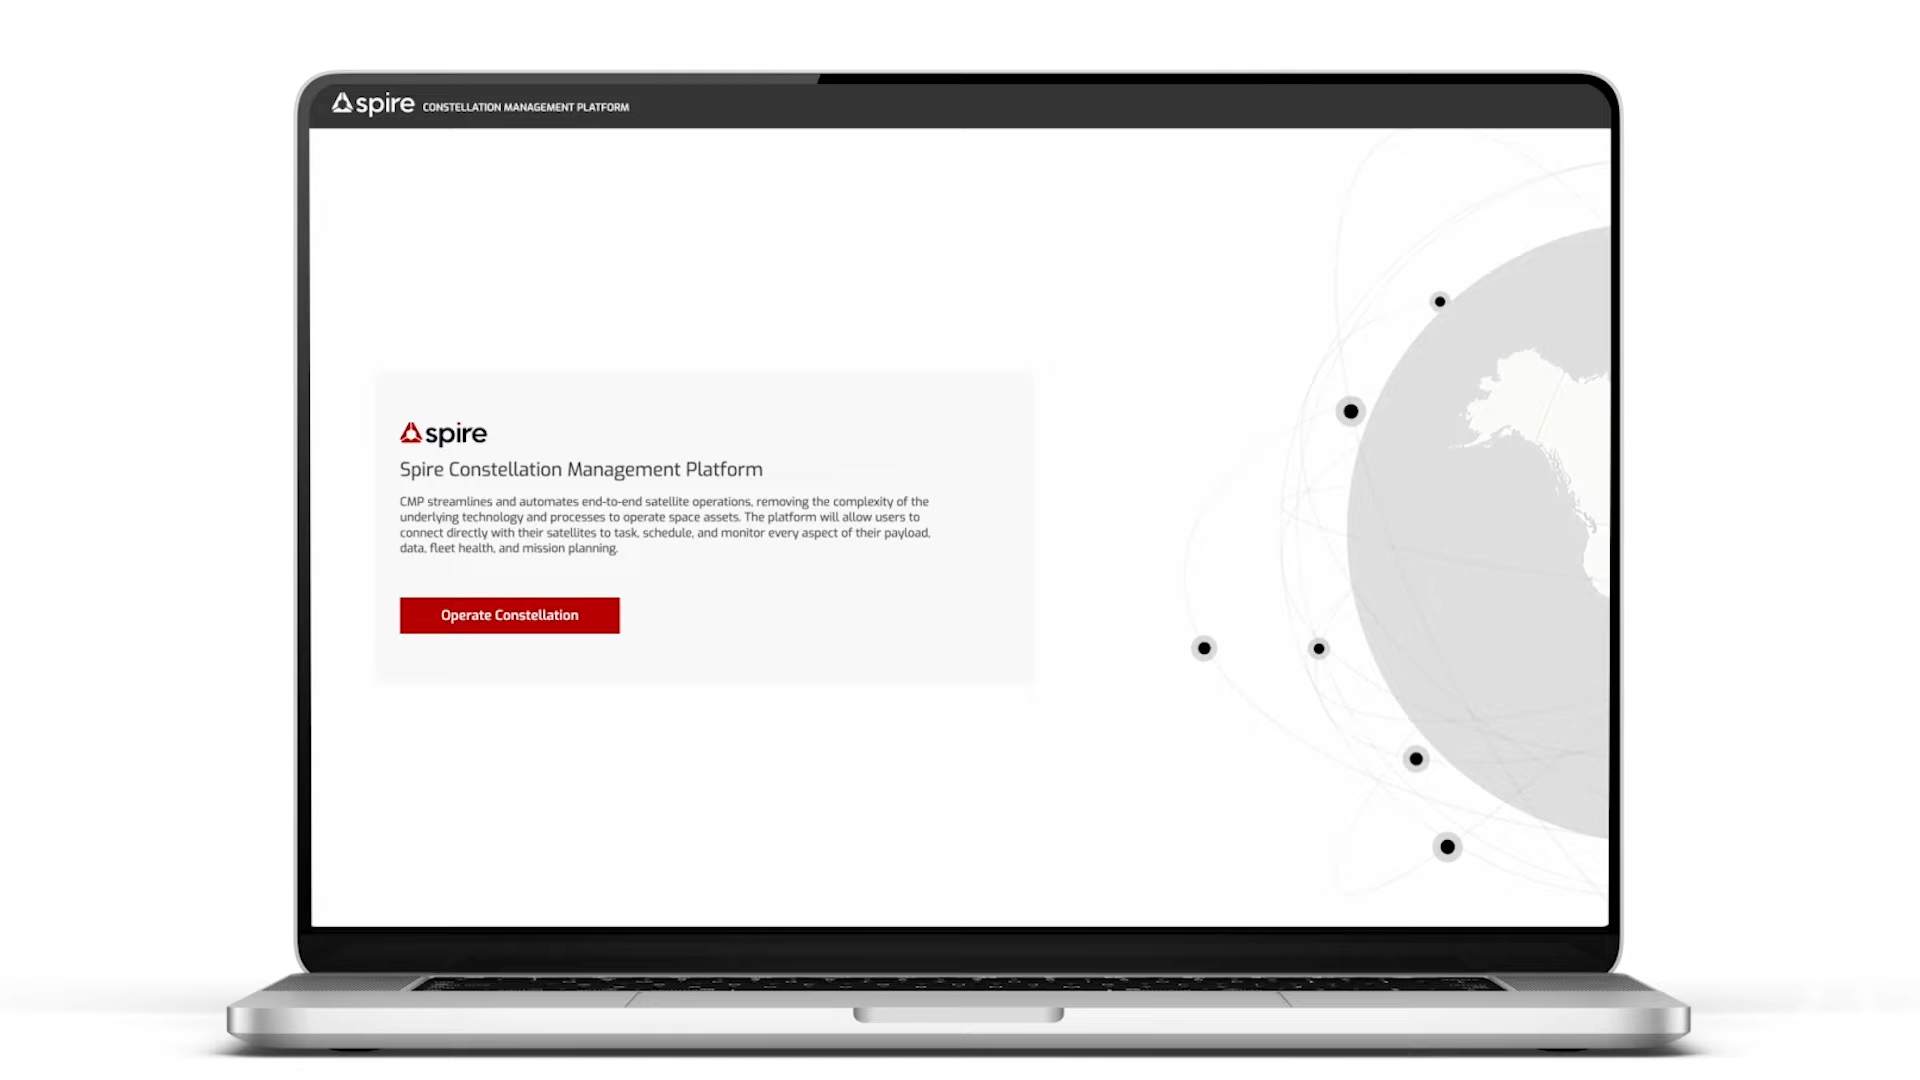 spire CONSTELLATION MANAGEMENT PLATFORM
spire
Spire Constellation Management Platform
CMP streamlines and automates end-to-end satellite operations, removing the complexity of the
underlying technology and processes to operate space assets. The platform will allow users to
connect directly with their satellites to task, schedule, and monitor every aspect of their payload,
data, fleet health, and mission planning.
Operate Constellation